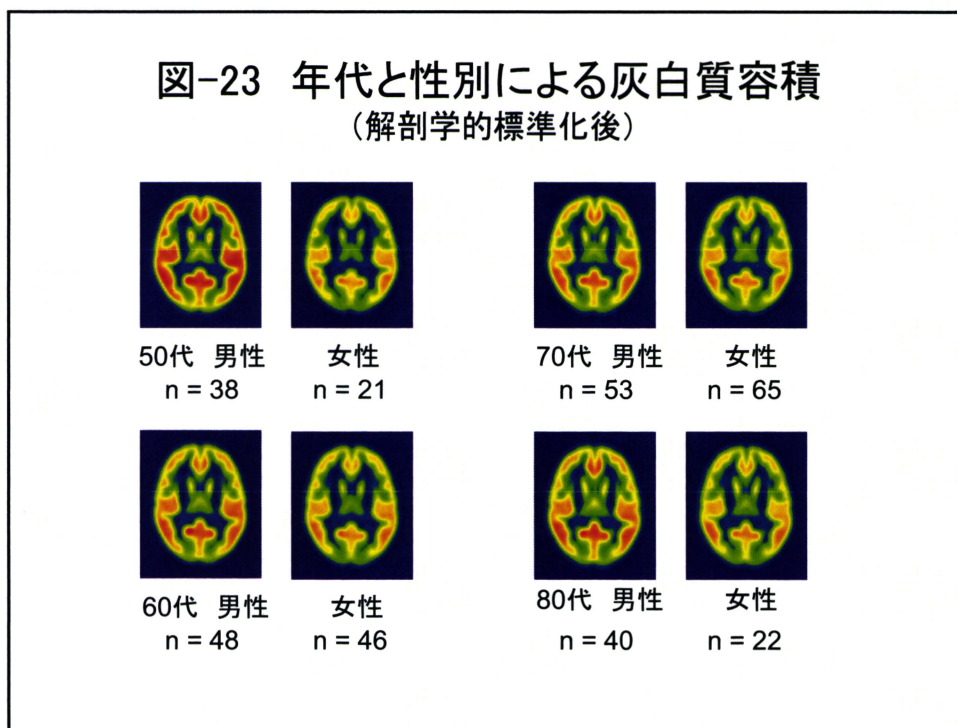 図-23 年代と性別による灰白質容積
(解剖学的標準化後)
50代 男性
n = 38
女性
n = 21
70代 男性
n = 53
女性
n = 65
60代 男性
n = 48
女性
n = 46
80代 男性
n = 40
女性
n = 22